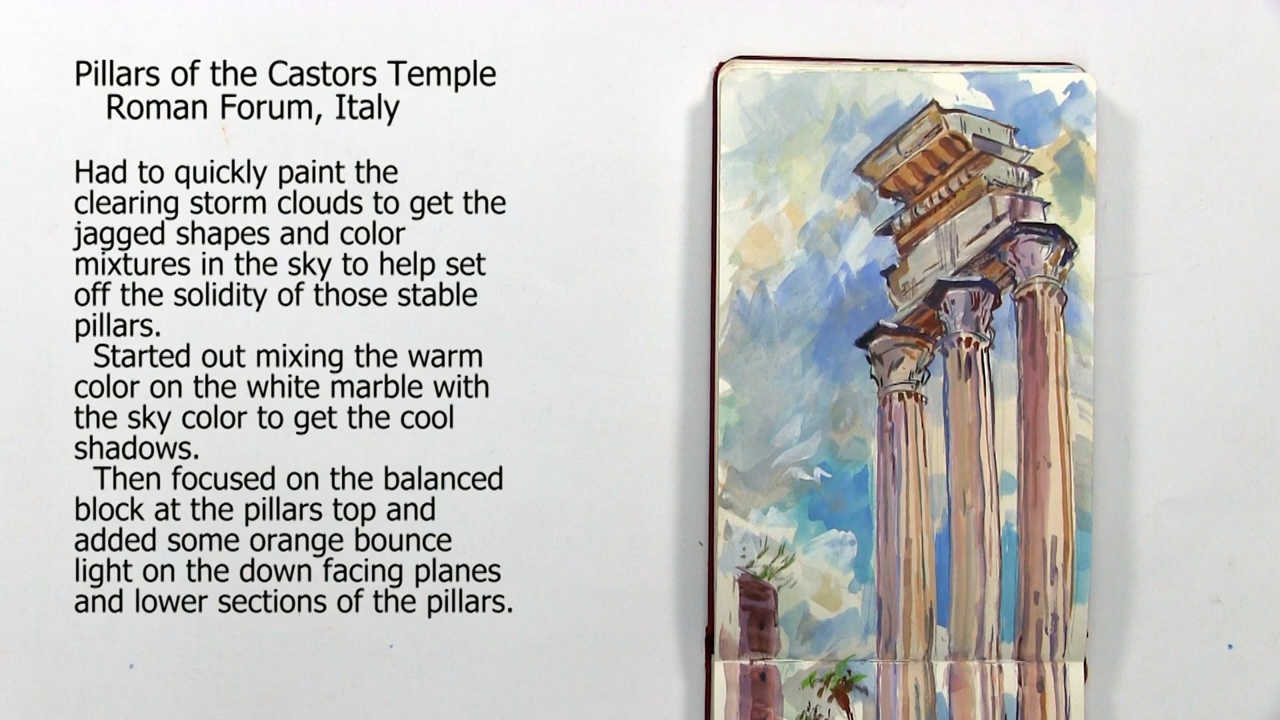 Pillars of the Castors Temple
Roman Forum, Italy
Had to quickly paint the
clearing storm clouds to get the
jagged shapes and color
mixtures in the sky to help set
off the solidity of those stable
pillars.
Started out mixing the warm
color on the white marble with
the sky color to get the cool
shadows.
Then focused on the balanced
block at the pillars top and
added some orange bounce
light on the down facing planes
and lower sections of the pillars.